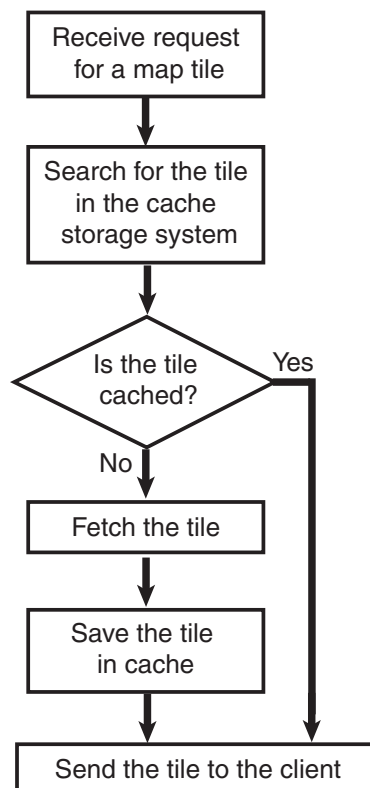 Receive request
for a map tile
Search for the tile
in the cache
storage system
Is the tile
cached?
Yes
No
Fetch the tile
Save the tile
in cache
Send the tile to the client